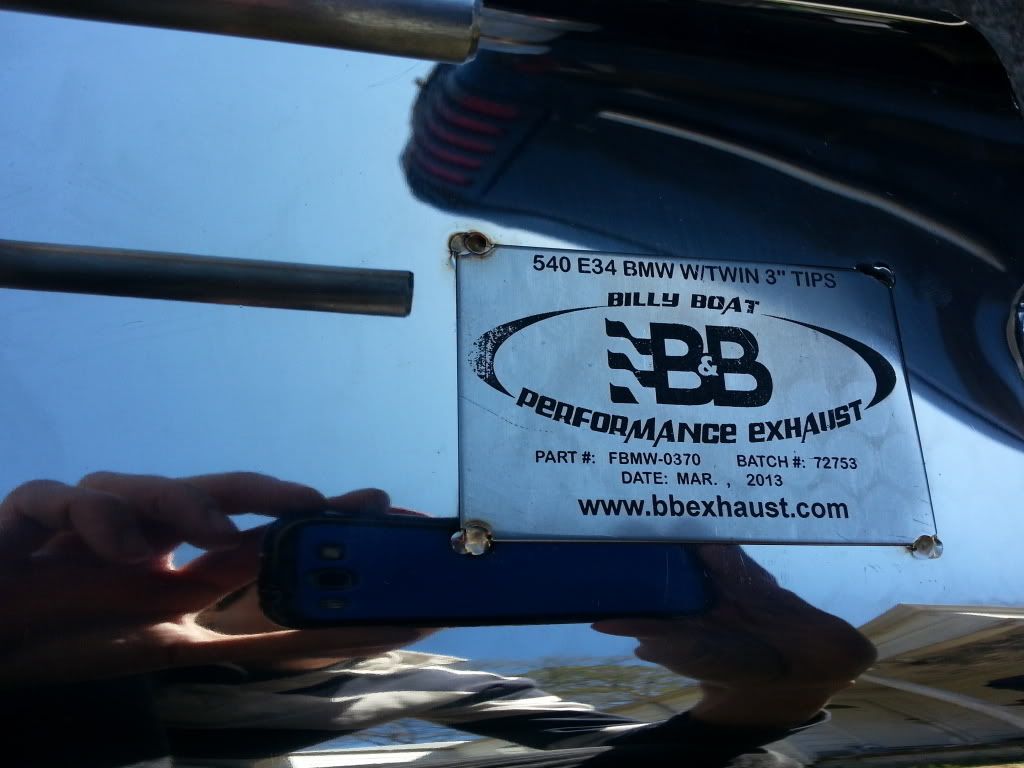 540 E34 BMW W/TWIN 3" TIPS
BILLY BOAT
B&B
PERFORMANCE EXHAUST
PART #: FBMW-0370 BATCH #: 72753
DATE: MAR. , 2013
www.bbexhaust.com